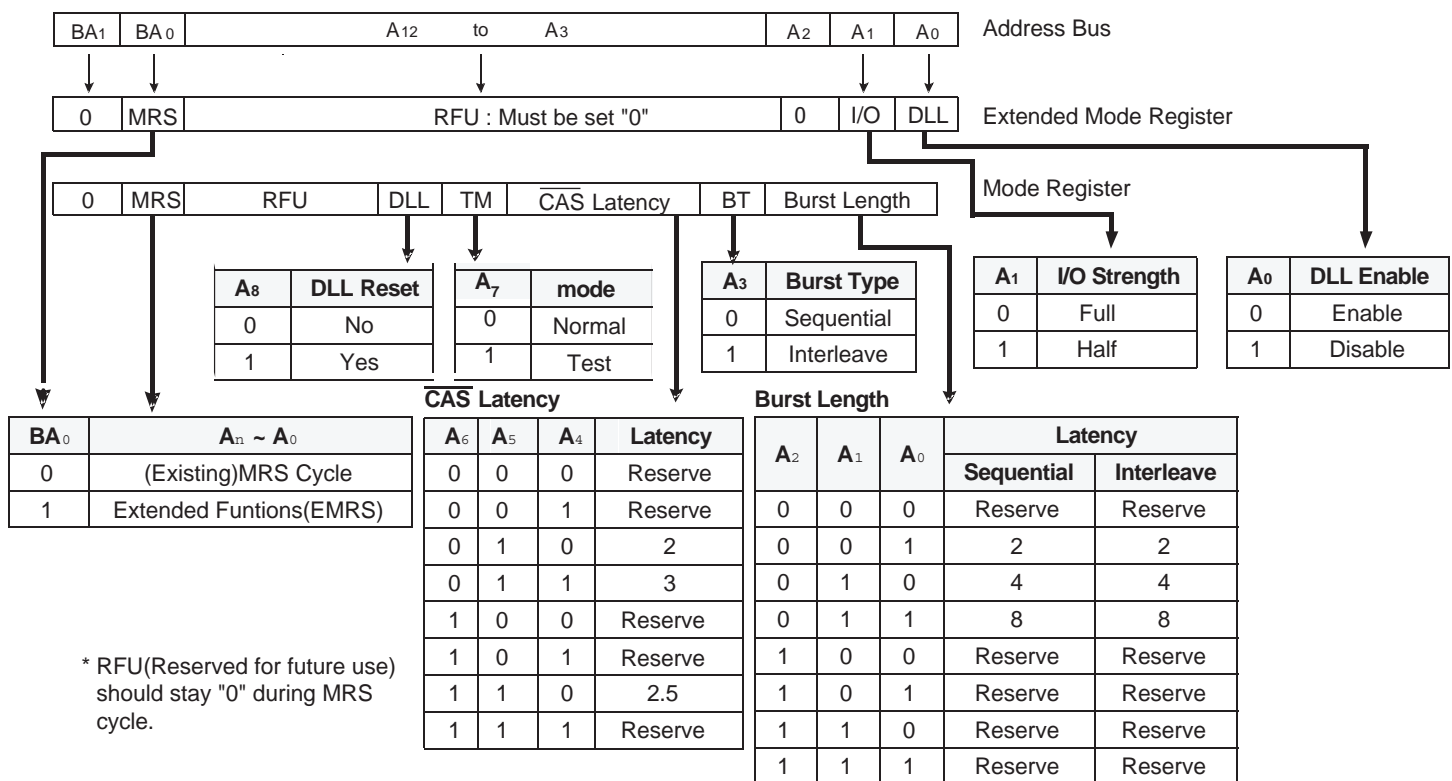 BA1 BA0 A12 to A3 A2 A1 A0 Address Bus
0 MRS RFU : Must be set "0" 0 I/O DLL Extended Mode Register
Mode Register
0 MRS RFU DLL TM CAS Latency BT Burst Length
A8 DLL Reset
0 No
1 Yes
A7 mode
0 Normal
1 Test
A3 Burst Type
0 Sequential
1 Interleave
A1 I/O Strength
0 Full
1 Half
A0 DLL Enable
0 Enable
1 Disable
BA0 An ~ A0
0 (Existing)MRS Cycle
1 Extended Funtions(EMRS)
* RFU(Reserved for future use)
should stay "0" during MRS
cycle.
CAS Latency
A6 A5 A4 Latency
0 0 0 Reserve
0 0 1 Reserve
0 1 0 2
0 1 1 3
1 0 0 Reserve
1 0 1 Reserve
1 1 0 2.5
1 1 1 Reserve
Burst Length
A2 A1 A0 Latency
Sequential Interleave
0 0 0 Reserve Reserve
0 0 1 2 2
0 1 0 4 4
0 1 1 8 8
1 0 0 Reserve Reserve
1 0 1 Reserve Reserve
1 1 0 Reserve Reserve
1 1 1 Reserve Reserve